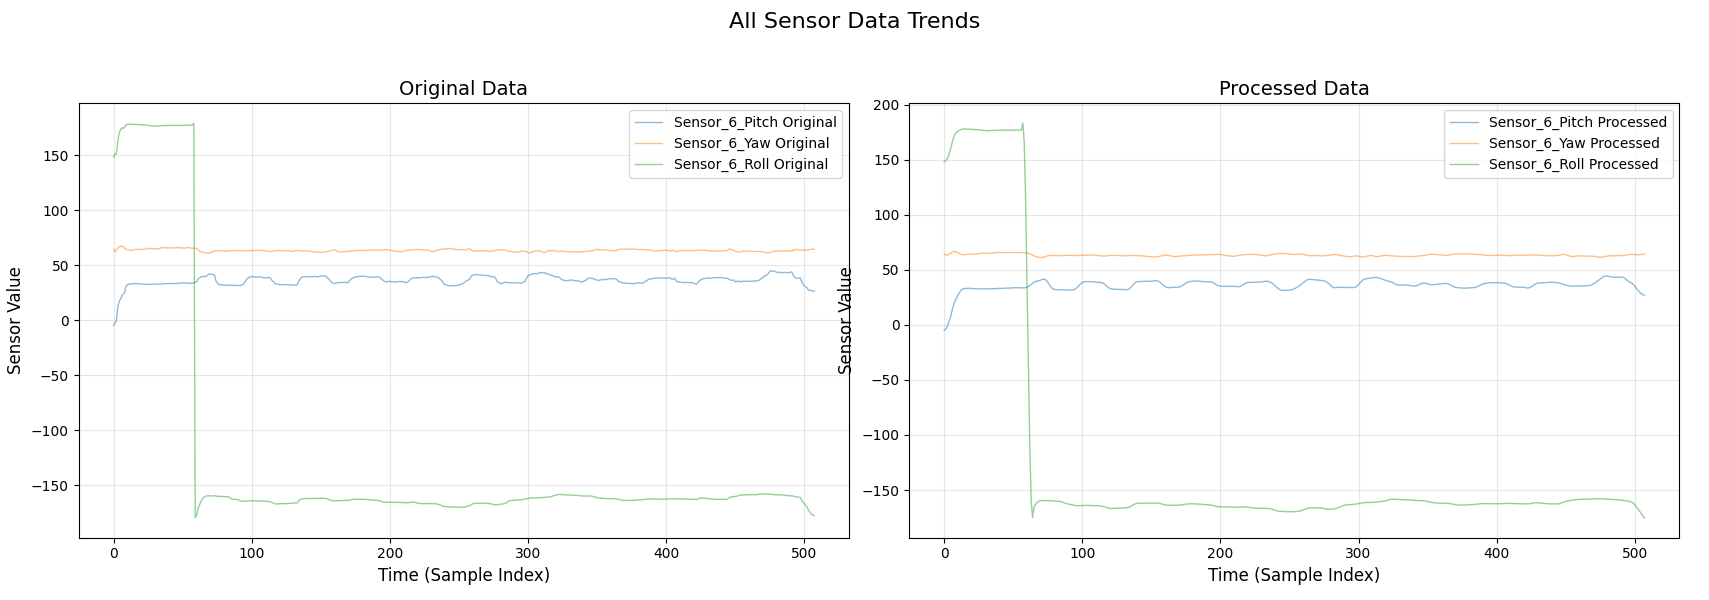 All Sensor Data Trends
Original Data
Sensor Value
150
100
50
0
−50
−100
−150
0
100
200
300
400
500
Time (Sample Index)
Sensor_6_Pitch Original
Sensor_6_Yaw Original
Sensor_6_Roll Original
Processed Data
Sensor Value
200
150
100
50
0
−50
−100
−150
0
100
200
300
400
500
Time (Sample Index)
Sensor_6_Pitch Processed
Sensor_6_Yaw Processed
Sensor_6_Roll Processed